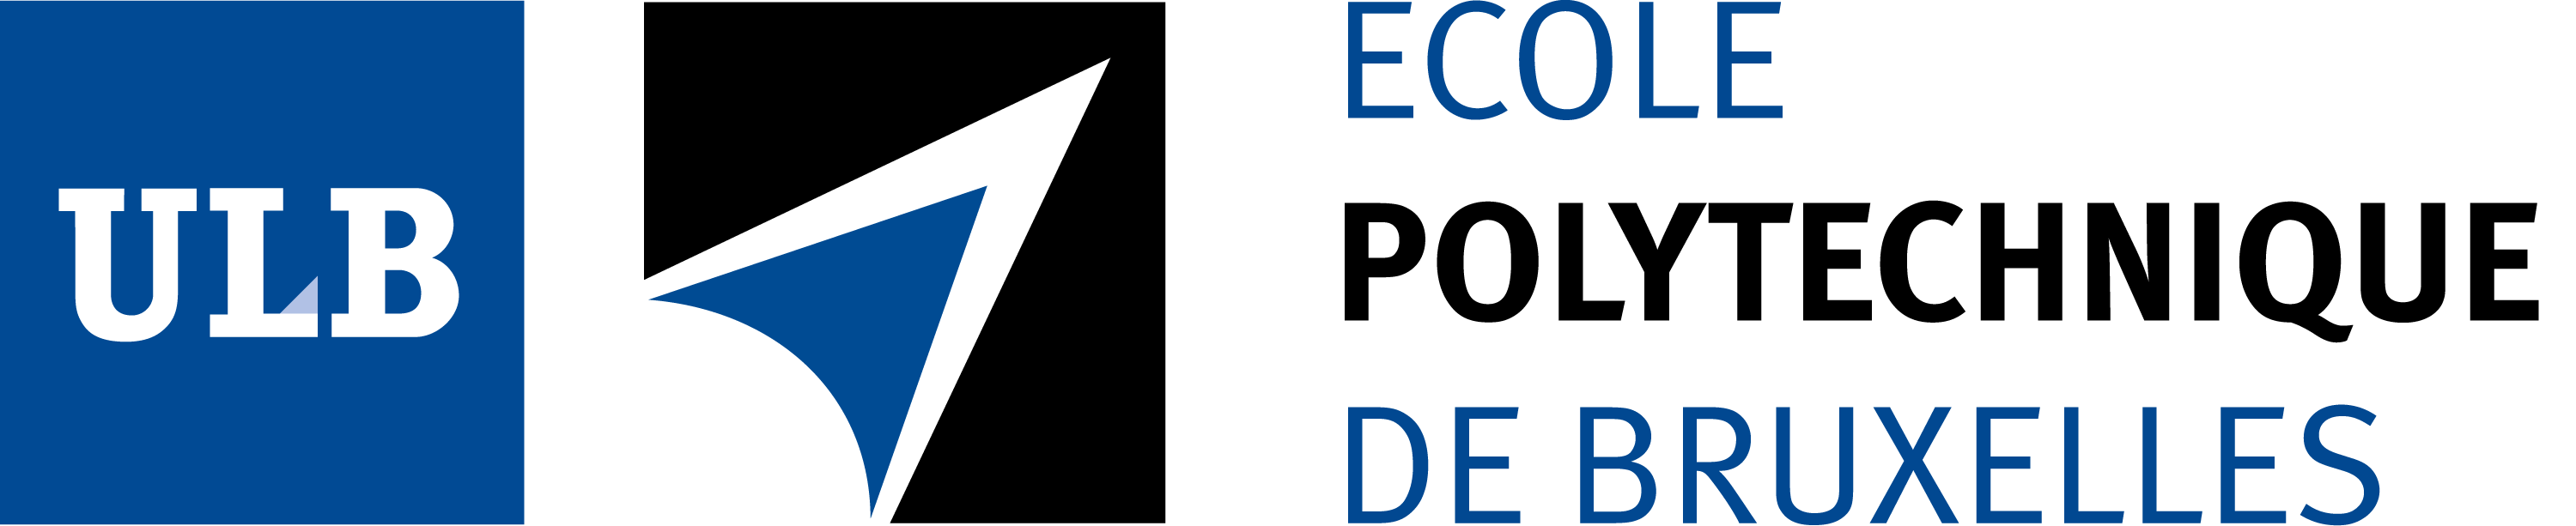 ULB
ECOLE
POLYTECHNIQUE
DE BRUXELLES